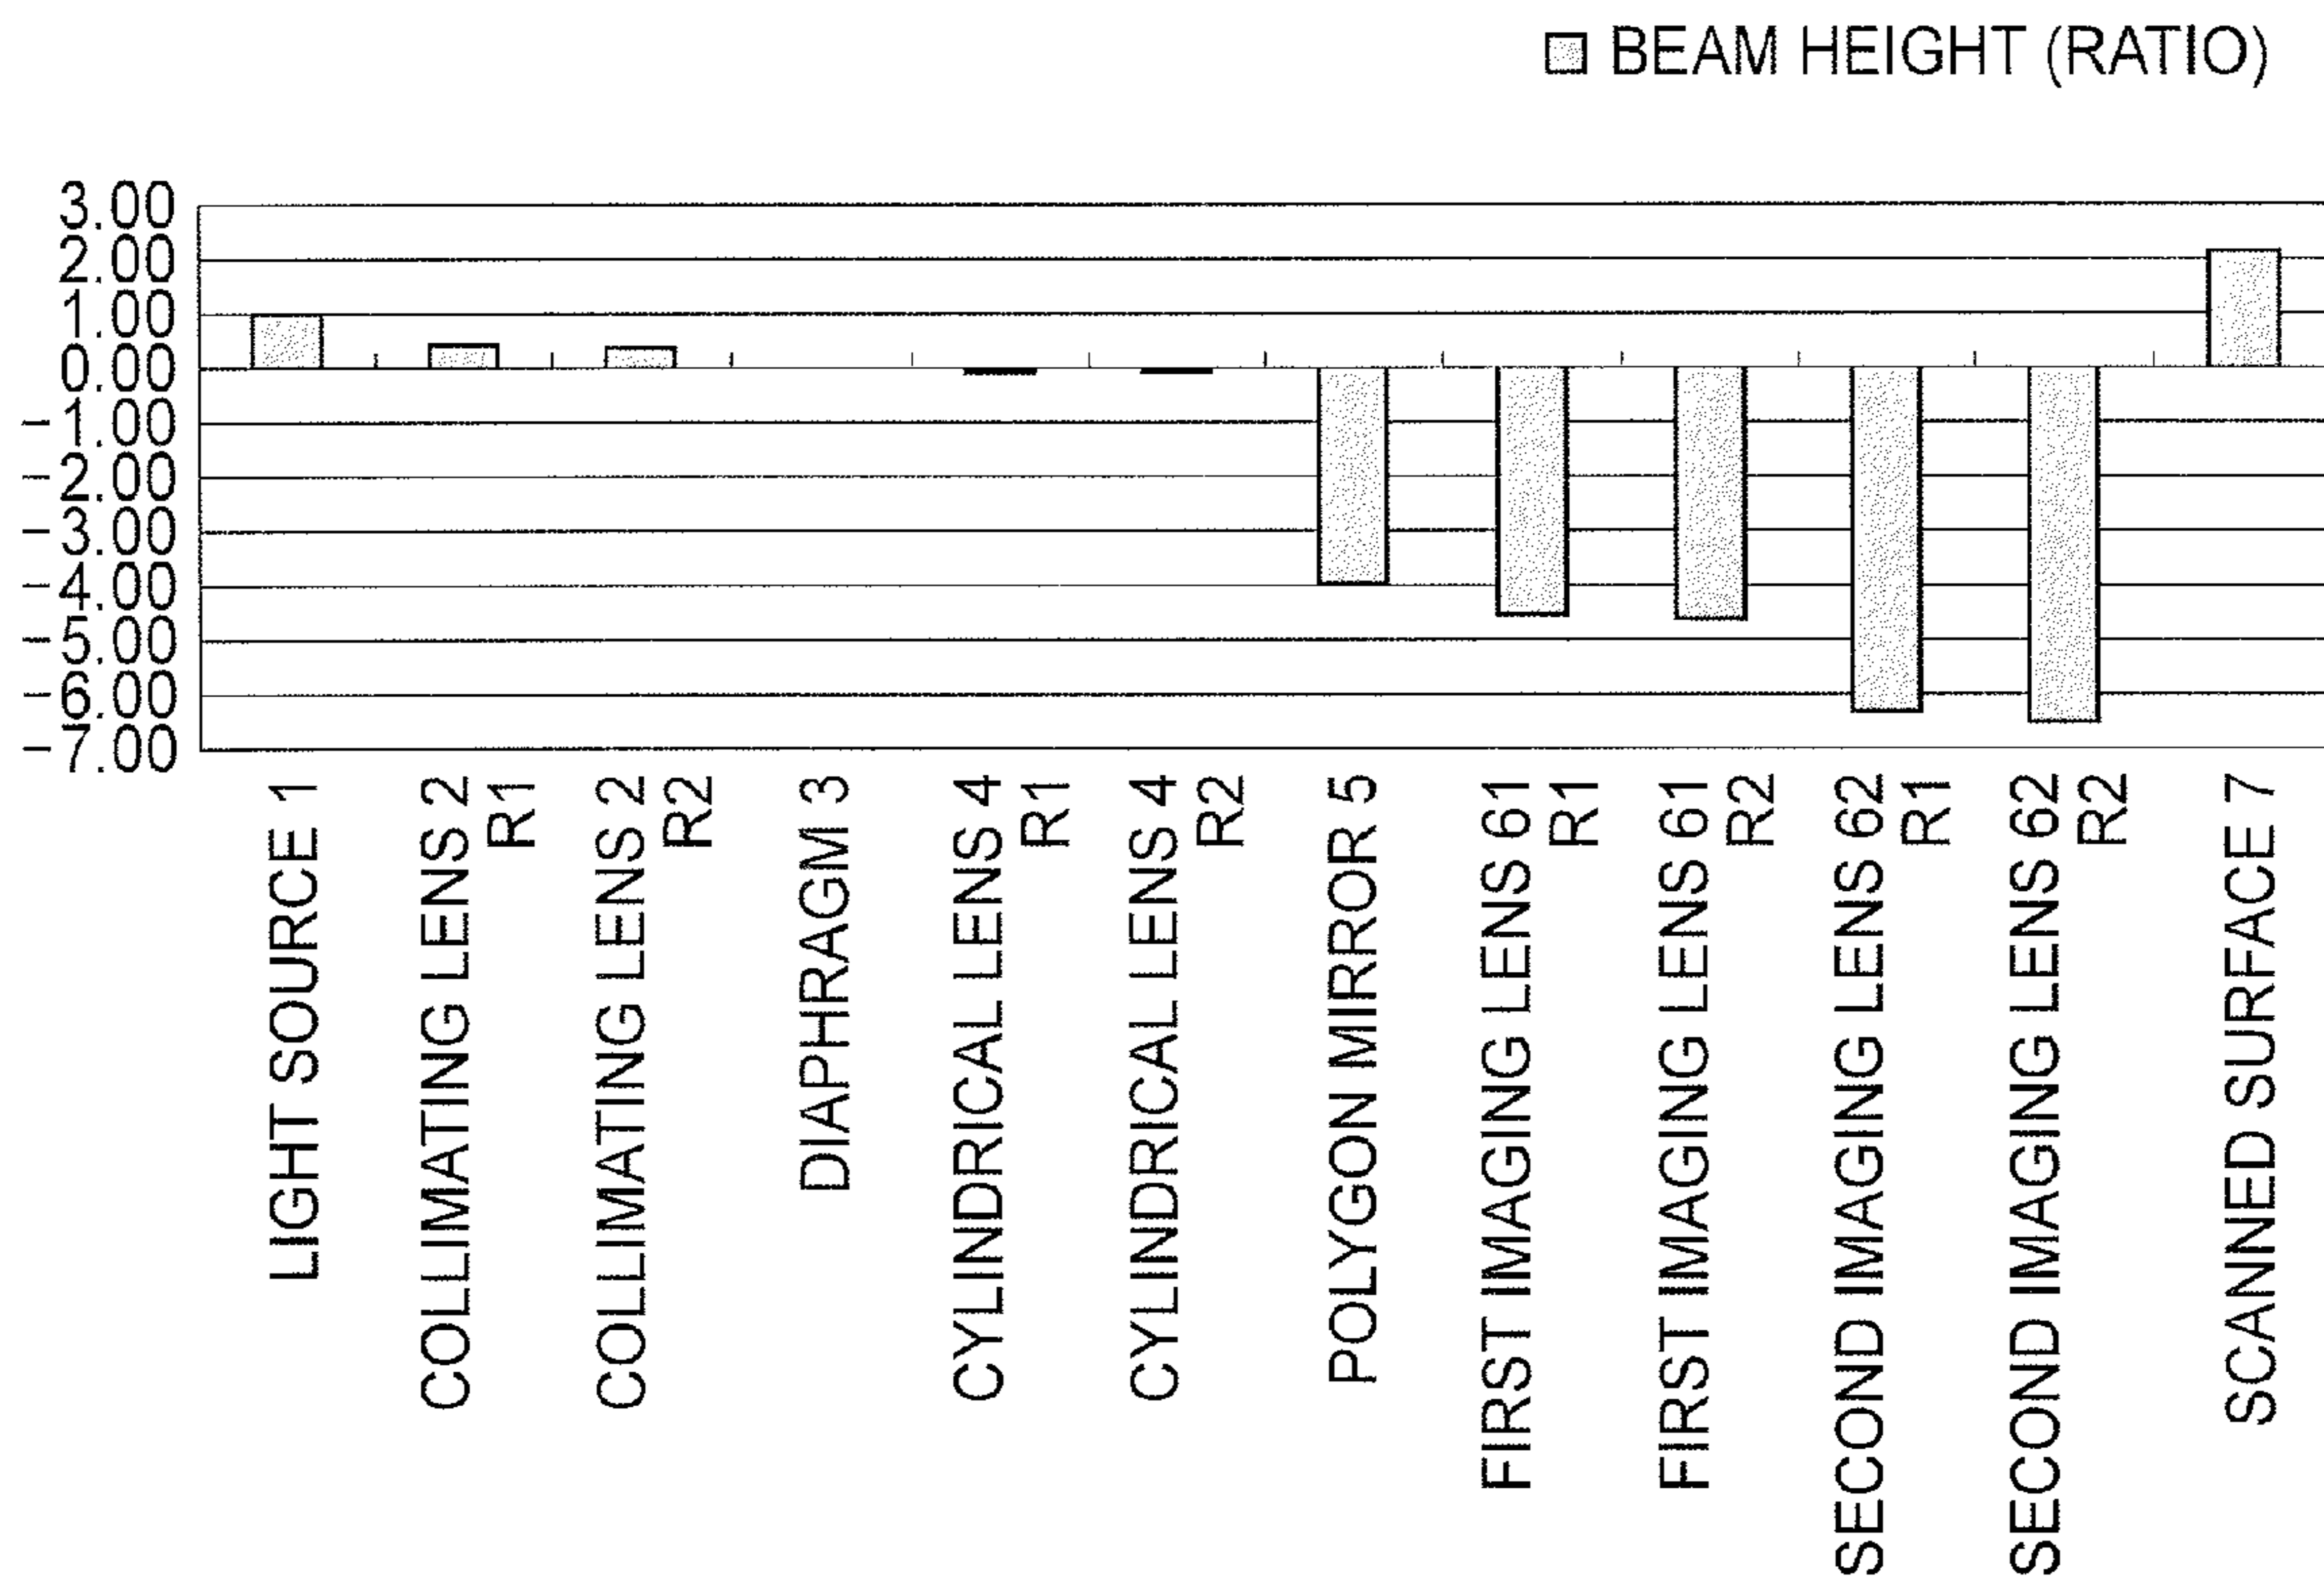 BEAM HEIGHT (RATIO)
3.00
2.00
1.00
0.00
-1.00
-2.00
-3.00
-4.00
-5.00
-6.00
-7.00
LIGHT SOURCE 1
COLLIMATING LENS 2
R1
COLLIMATING LENS 2
R2
DIAPHRAGM 3
CYLINDRICAL LENS 4
R1
CYLINDRICAL LENS 4
R2
POLYGON MIRROR 5
FIRST IMAGING LENS 61
R1
FIRST IMAGING LENS 61
R2
SECOND IMAGING LENS 62
R1
SECOND IMAGING LENS 62
R2
SCANNED SURFACE 7